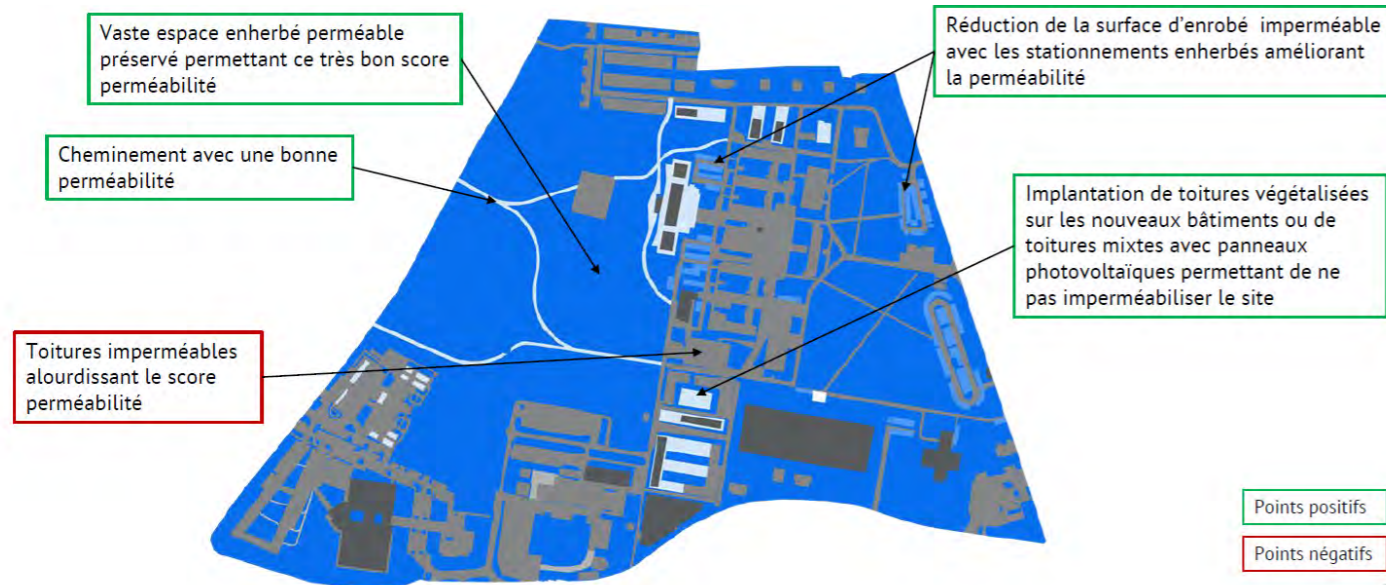 Vaste espace enherbé perméable
préservé permettant ce très bon score
perméabilité
Réduction de la surface d'enrobé imperméable
avec les stationnements enherbés améliorant
la perméabilité
Cheminement avec une bonne
perméabilité
Implantation de toitures végétalisées
sur les nouveaux bâtiments ou de
toitures mixtes avec panneaux
photovoltaïques permettant de ne
pas imperméabiliser le site
Toitures imperméables
alourdissant le score
perméabilité
Points positifs
Points négatifs